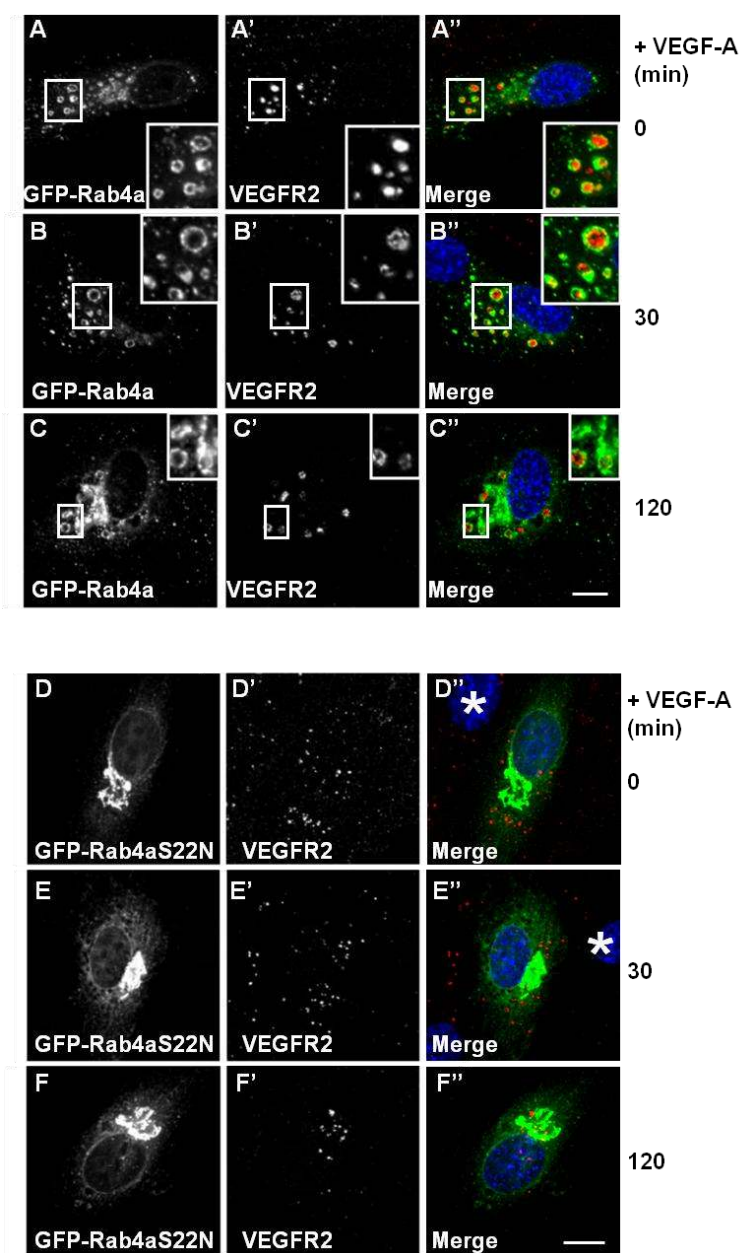 A A’ A’’ + VEGF-A
(min)
0
GFP-Rab4a VEGFR2 Merge
B B’ B’’
30
GFP-Rab4a VEGFR2 Merge
C C’ C’’
120
GFP-Rab4a VEGFR2 Merge
D D’ D’’ + VEGF-A
* (min)
0
GFP-Rab4aS22N VEGFR2 Merge
E E’ E’’
*
30
GFP-Rab4aS22N VEGFR2 Merge
F F’ F’’
120
GFP-Rab4aS22N VEGFR2 Merge